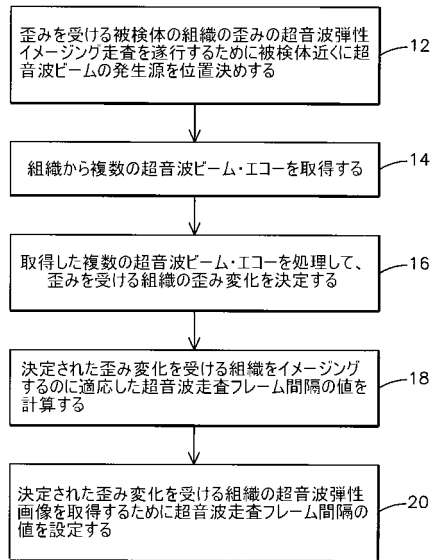 歪みを受ける被検体の組織の歪みの超音波弾性
イメージング走査を遂行するために被検体近くに超
音波ビームの発生源を位置決めする
12
組織から複数の超音波ビーム・エコーを取得する
14
取得した複数の超音波ビーム・エコーを処理して、
歪みを受ける組織の歪み変化を決定する
16
決定された歪み変化を受ける組織をイメージング
するのに適応した超音波走査フレーム間隔の値を
計算する
18
決定された歪み変化を受ける組織の超音波弾性
画像を取得するために超音波走査フレーム間隔の
値を設定する
20